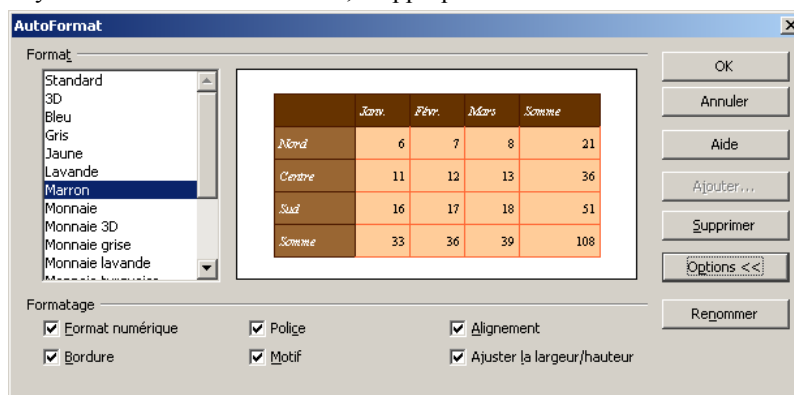 AutoFormat
Format
Standard
3D
Bleu
Gris
Jaune
Lavande
Marron
Monnaie
Monnaie 3D
Monnaie grise
Monnaie lavande
Janv. Févr. Mars Somme
Nord 6 7 8 21
Centre 11 12 13 36
Sud 16 17 18 51
Somme 33 36 39 108
OK
Annuler
Aide
Ajouter...
Supprimer
Options <<
Renommer
Formatage
Format numérique
Police
Alignement
Bordure
Motif
Ajuster la largeur/hauteur